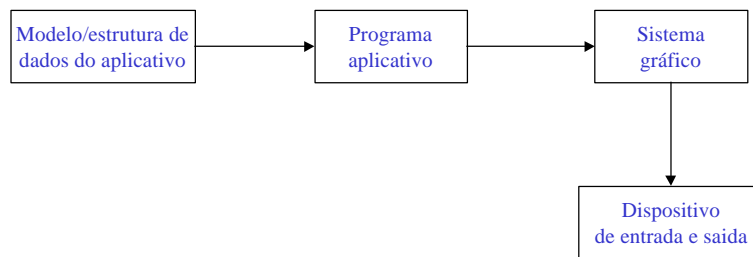 Modelo/estrutura de
dados do aplicativo
Programa
aplicativo
Sistema
gráfico
Dispositivo
de entrada e saida